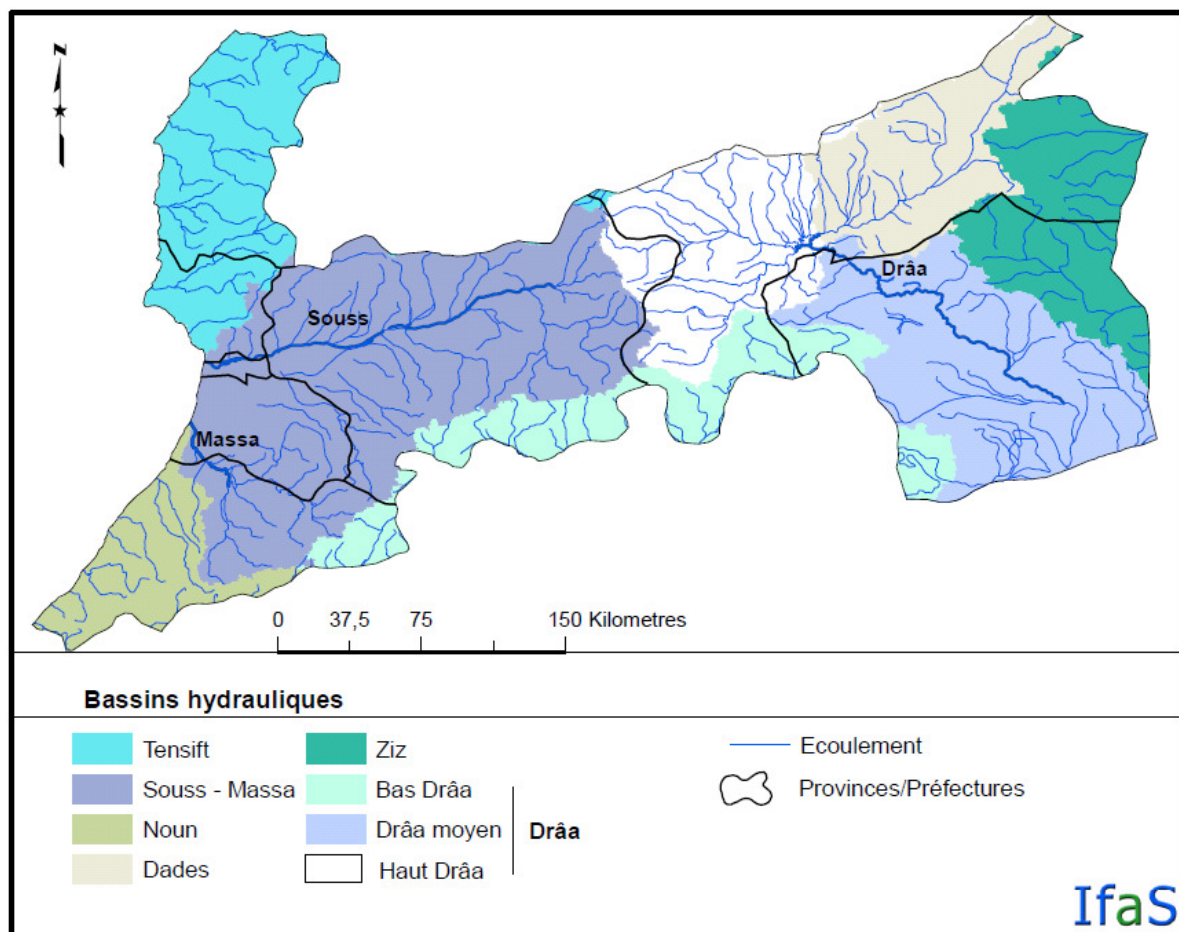 N
Souss
Drâa
Massa
0 37,5 75 150 Kilometres
Bassins hydrauliques
Tensift
Souss - Massa
Noun
Dades
Ziz
Bas Drâa
Drâa moyen
Haut Drâa
Drâa
Ecoulement
Provinces/Préfectures
IfaS